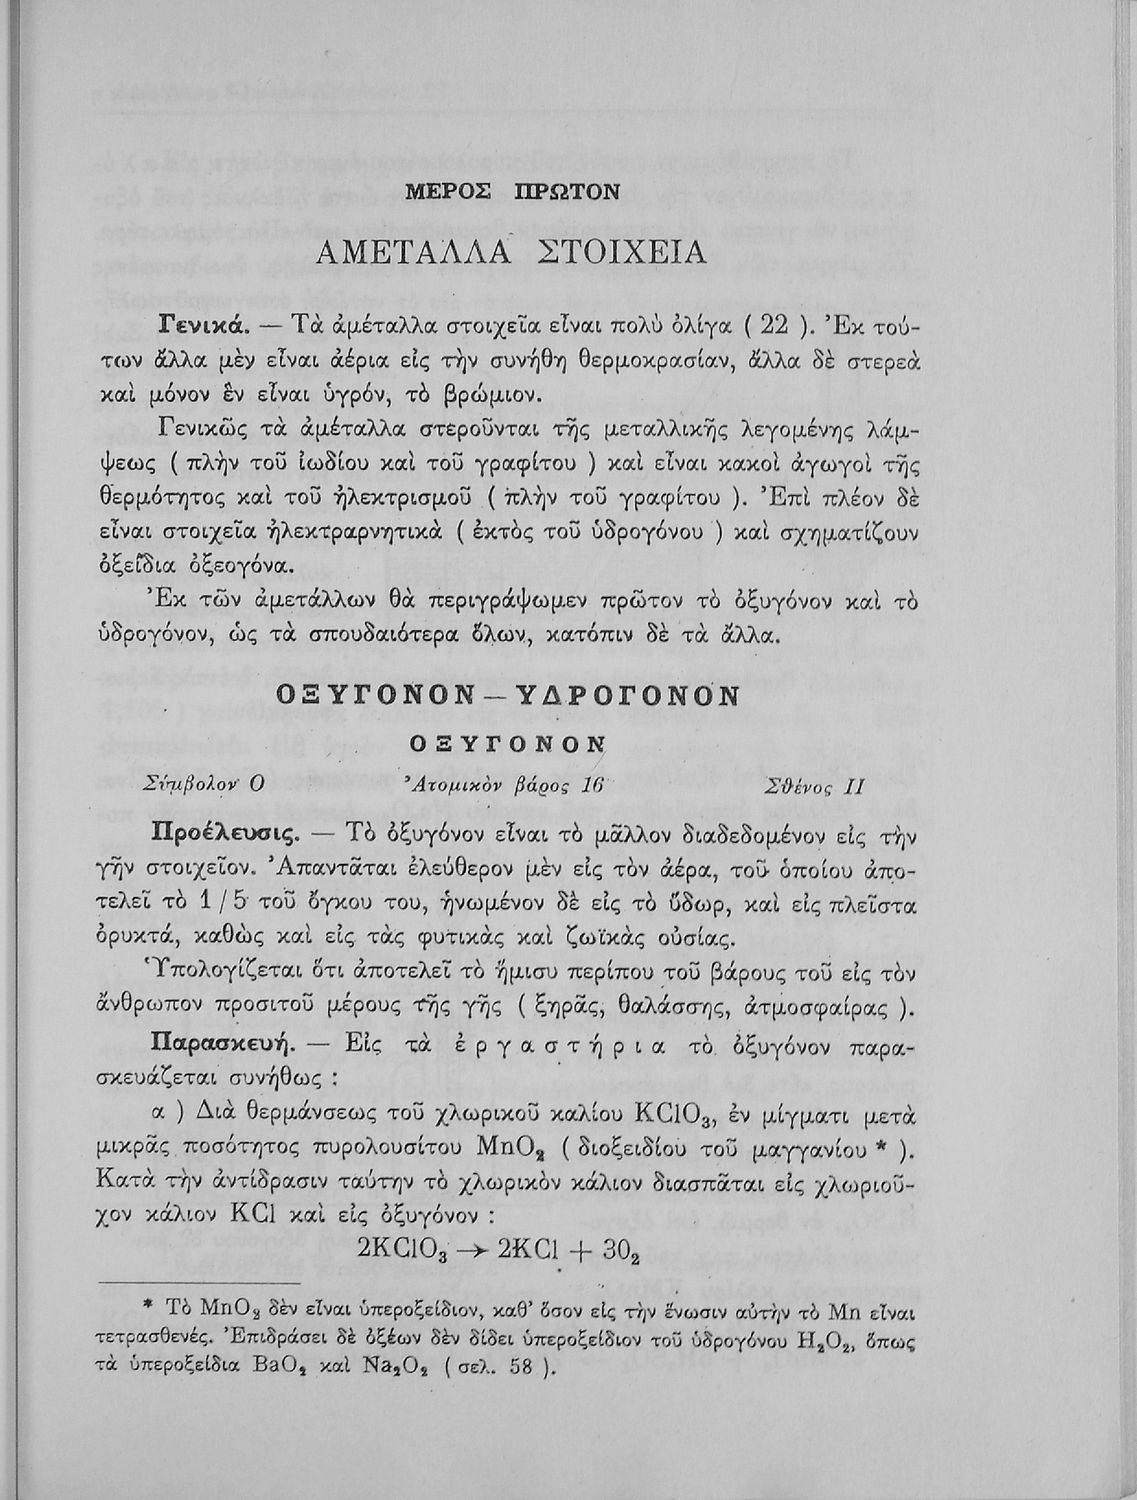 ΜΕΡΟΣ ΠΡΩΤΟΝ
ΑΜΕΤΑΛΛΑ ΣΤΟΙΧΕΙΑ
Γενικά. — Τὰ ἀμέταλλα στοιχεῖα εἶναι πολὺ ὀλίγα ( 22 ). Ἐκ τού-
των ἄλλα μὲν εἶναι ἀέρια εἰς τὴν συνήθη θερμοκρασίαν, ἄλλα δὲ στερεὰ
καὶ μόνον ἓν εἶναι ὑγρόν, τὸ βρώμιον.
Γενικῶς τὰ ἀμέταλλα στεροῦνται τῆς μεταλλικῆς λεγομένης λάμ-
ψεως ( πλὴν τοῦ ἰωδίου καὶ τοῦ γραφίτου ) καὶ εἶναι κακοὶ ἀγωγοὶ τῆς
θερμότητος καὶ τοῦ ἠλεκτρισμοῦ ( πλὴν τοῦ γραφίτου ). Ἐπὶ πλέον δὲ
εἶναι στοιχεῖα ἠλεκτραρνητικὰ ( ἐκτὸς τοῦ ὑδρογόνου ) καὶ σχηματίζουν
ὀξείδια ὀξεογόνα.
Ἐκ τῶν ἀμετάλλων θὰ περιγράψωμεν πρῶτον τὸ ὀξυγόνον καὶ τὸ
ὑδρογόνον, ὡς τὰ σπουδαιότερα ὅλων, κατόπιν δὲ τὰ ἄλλα.
ΟΞΥΓΟΝΟΝ — ΥΔΡΟΓΟΝΟΝ
ΟΞΥΓΟΝΟΝ
Σύμβολον Ο Ἀτομικὸν βάρος 16 Σθένος ΙΙ
Προέλευσις. — Τὸ ὀξυγόνον εἶναι τὸ μᾶλλον διαδεδομένον εἰς τὴν
γῆν στοιχεῖον. Ἀπαντᾶται ἐλεύθερον μὲν εἰς τὸν ἀέρα, τοῦ ὁποίου ἀπο-
τελεῖ τὸ 1 / 5 τοῦ ὄγκου του, ἡνωμένον δὲ εἰς τὸ ὕδωρ, καὶ εἰς πλεῖστα
ὀρυκτά, καθὼς καὶ εἰς τὰς φυτικὰς καὶ ζωϊκὰς οὐσίας.
Ὑπολογίζεται ὅτι ἀποτελεῖ τὸ ἥμισυ περίπου τοῦ βάρους τοῦ εἰς τὸν
ἄνθρωπον προσιτοῦ μέρους τῆς γῆς ( ξηρᾶς, θαλάσσης, ἀτμοσφαίρας ).
Παρασκευή. — Εἰς τὰ ἐργαστήρια τὸ ὀξυγόνον παρα-
σκευάζεται συνήθως :
α ) Διὰ θερμάνσεως τοῦ χλωρικοῦ καλίου KClO₃, ἐν μίγματι μετὰ
μικρᾶς ποσότητος πυρολουσίτου MnO₂ ( διοξειδίου τοῦ μαγγανίου * ).
Κατὰ τὴν ἀντίδρασιν ταύτην τὸ χλωρικὸν κάλιον διασπᾶται εἰς χλωριοῦ-
χον κάλιον KCl καὶ εἰς ὀξυγόνον :
2KClO₃ → 2KCl + 3O₂
* Τὸ MnO₂ δὲν εἶναι ὑπεροξείδιον, καθ' ὅσον εἰς τὴν ἕνωσιν αὐτὴν τὸ Mn εἶναι
τετρασθενές. Ἐπιδράσει δὲ ὀξέων δὲν δίδει ὑπεροξείδιον τοῦ ὑδρογόνου H₂O₂, ὅπως
τὰ ὑπεροξείδια BaO₂ καὶ Na₂O₂ ( σελ. 58 ).